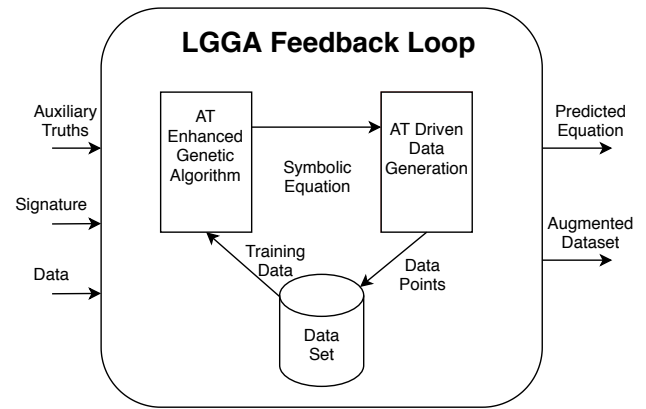 LGGA Feedback Loop
Auxiliary
Truths
Signature
Data
AT
Enhanced
Genetic
Algorithm
Symbolic
Equation
AT Driven
Data
Generation
Training
Data
Data
Points
Data
Set
Predicted
Equation
Augmented
Dataset